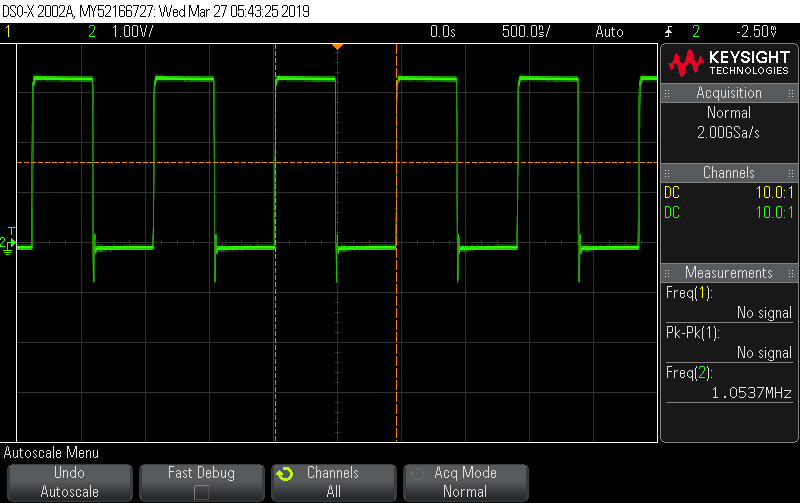 DSO-X 2002A, MY52166727: Wed Mar 27 05:43:25 2019
1 2 1.00V/ 0.0s 500.0ns/ Auto 2 -2.50V
KEYSIGHT
TECHNOLOGIES
Acquisition
Normal
2.00GSa/s
Channels
DC 10.0:1
DC 10.0:1
T
2
Measurements
Freq(1):
No signal
Pk-Pk(1):
No signal
Freq(2):
1.0537MHz
Autoscale Menu
Undo
Autoscale
Fast Debug
Channels
All
Acq Mode
Normal